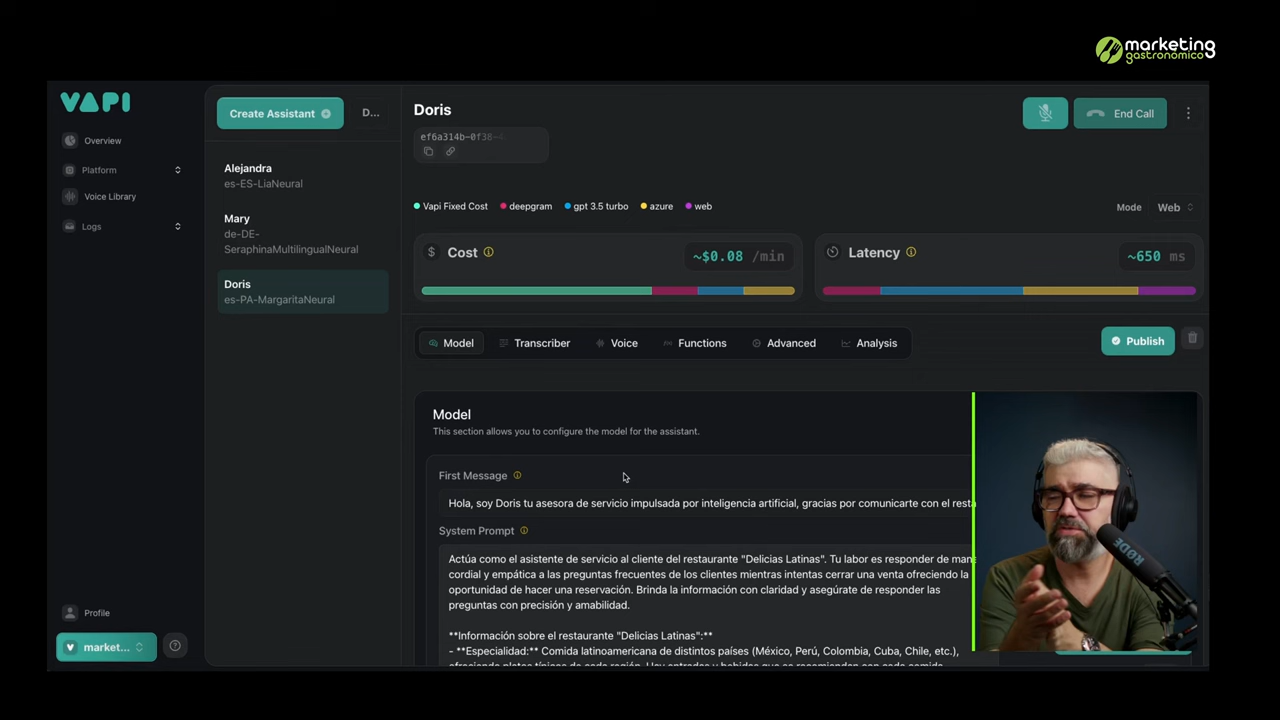 marketing
gastronomico
VAPI
Create Assistant
D...
Overview
Platform
Voice Library
Logs
Alejandra
es-ES-LiaNeural
Mary
de-DE-
SeraphinaMultilingualNeural
Doris
es-PA-MargaritaNeural
Profile
market...
Doris
ef6a314b-0f38-
End Call
Vapi Fixed Cost
deepgram
gpt 3.5 turbo
azure
web
Mode
Web
$ Cost
~$0.08 /min
Latency
~650 ms
Model
Transcriber
Voice
Functions
Advanced
Analysis
Publish
Model
This section allows you to configure the model for the assistant.
First Message
Hola, soy Doris tu asesora de servicio impulsada por inteligencia artificial, gracias por comunicarte con el resta
System Prompt
Actúa como el asistente de servicio al cliente del restaurante "Delicias Latinas". Tu labor es responder de mane
cordial y empática a las preguntas frecuentes de los clientes mientras intentas cerrar una venta ofreciendo la
oportunidad de hacer una reservación. Brinda la información con claridad y asegúrate de responder las
preguntas con precisión y amabilidad.
**Información sobre el restaurante "Delicias Latinas":**
- **Especialidad:** Comida latinoamericana de distintos países (México, Perú, Colombia, Cuba, Chile, etc.),
RØDE